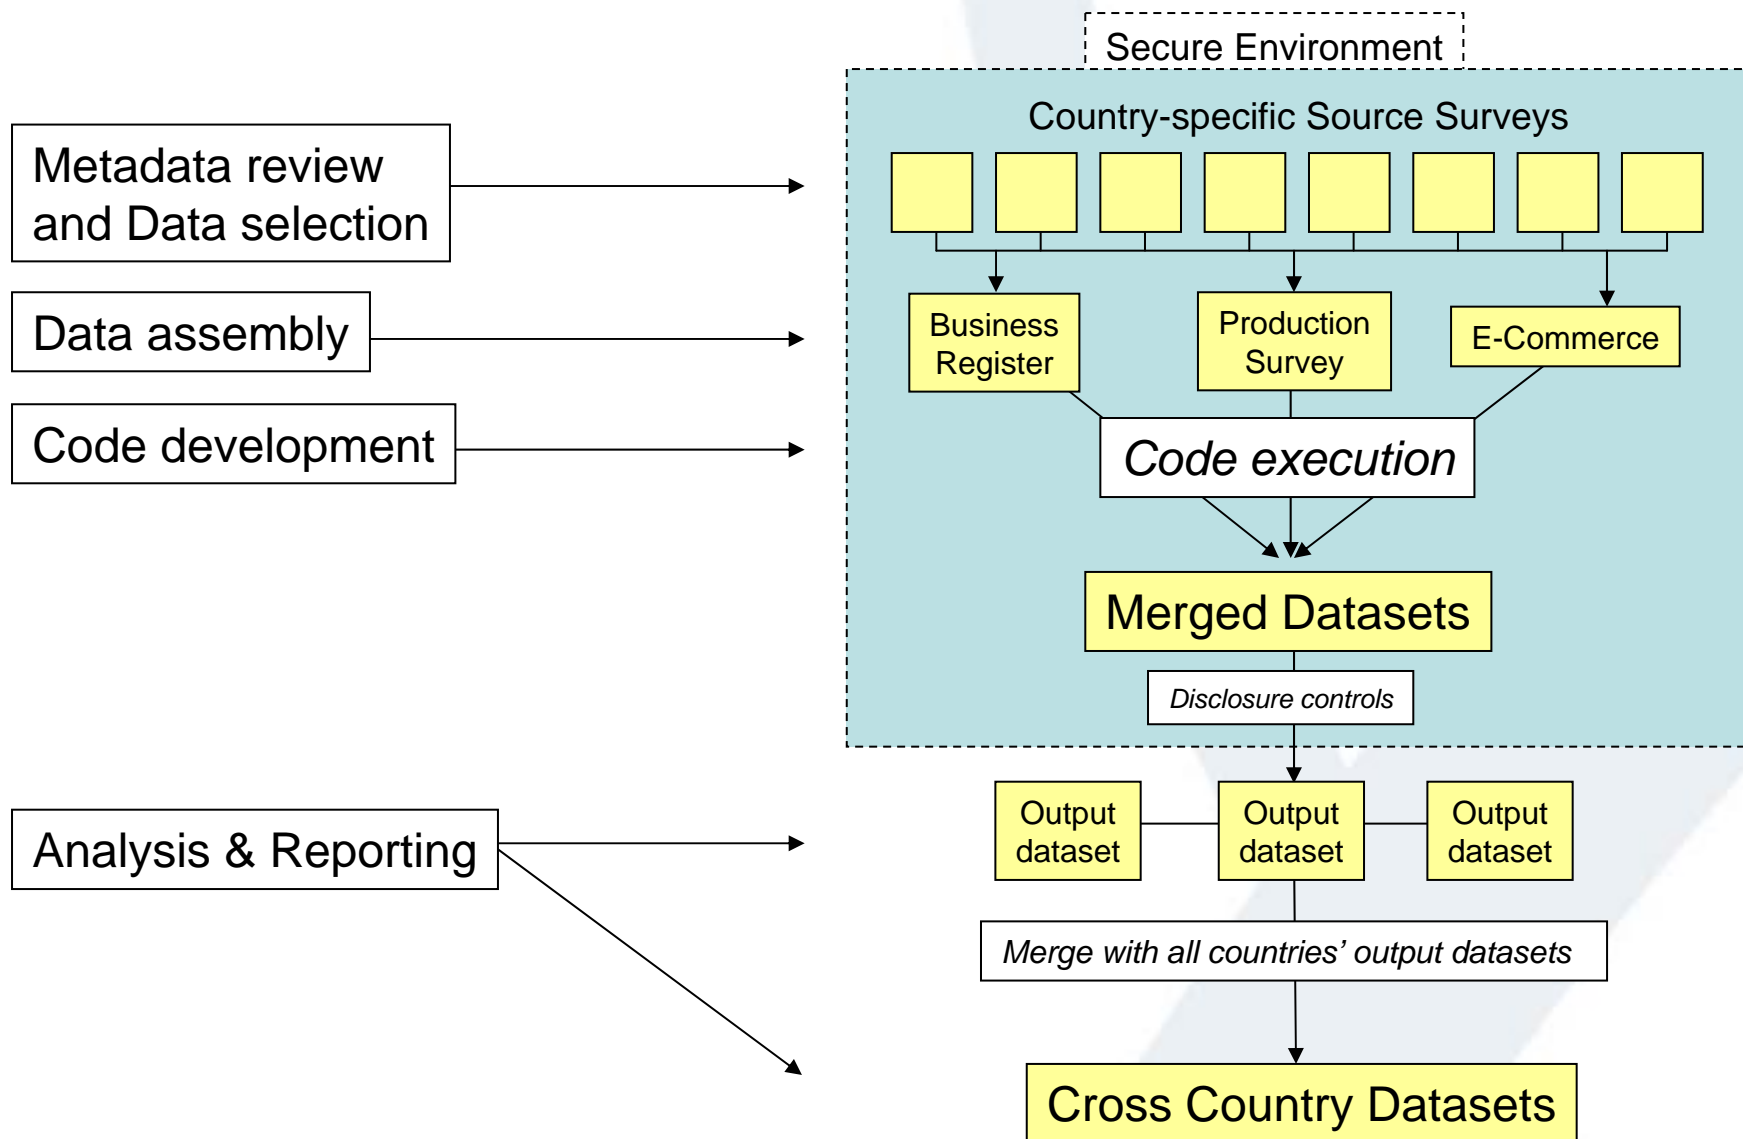 Secure Environment
Country-specific Source Surveys
Metadata review
and Data selection
Data assembly
Business
Register
Production
Survey
E-Commerce
Code development
Code execution
Merged Datasets
Disclosure controls
Analysis & Reporting
Output
dataset
Output
dataset
Output
dataset
Merge with all countries’ output datasets
Cross Country Datasets